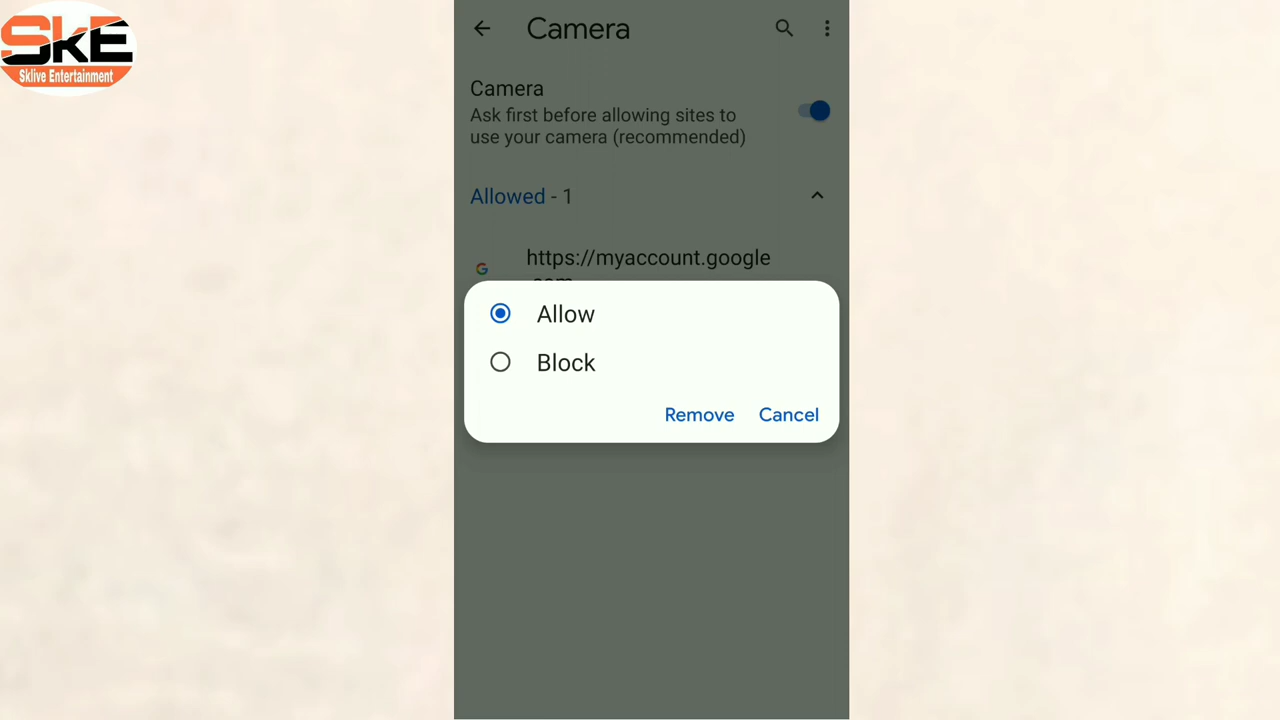 SkE
Sklive Entertainment
Camera
Camera
Ask first before allowing sites to
use your camera (recommended)
Allowed - 1
https://myaccount.google
Allow
Block
Remove Cancel